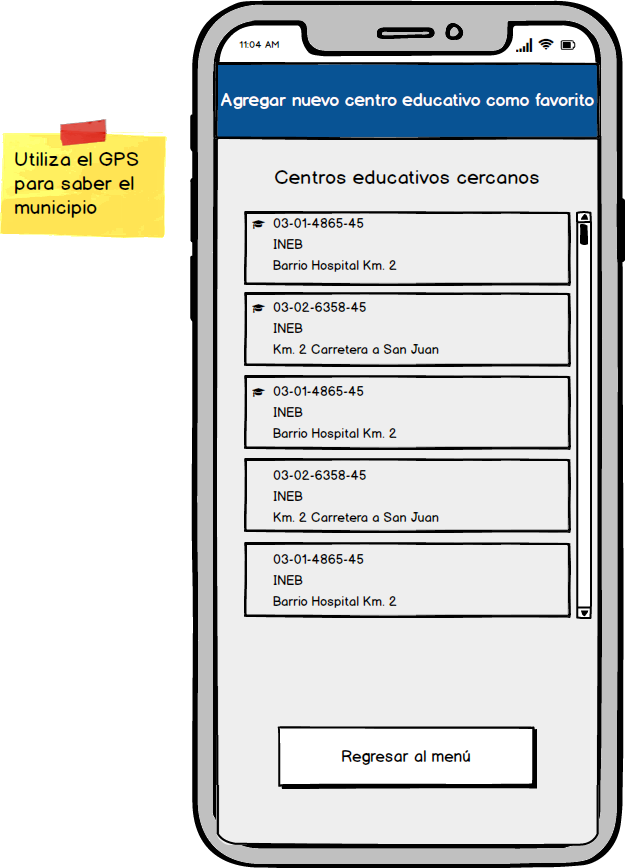 11:04 AM
Agregar nuevo centro educativo como favorito
Utiliza el GPS
para saber el
municipio
Centros educativos cercanos
03-01-4865-45
INEB
Barrio Hospital Km. 2
03-02-6358-45
INEB
Km. 2 Carretera a San Juan
03-01-4865-45
INEB
Barrio Hospital Km. 2
03-02-6358-45
INEB
Km. 2 Carretera a San Juan
03-01-4865-45
INEB
Barrio Hospital Km. 2
Regresar al menú